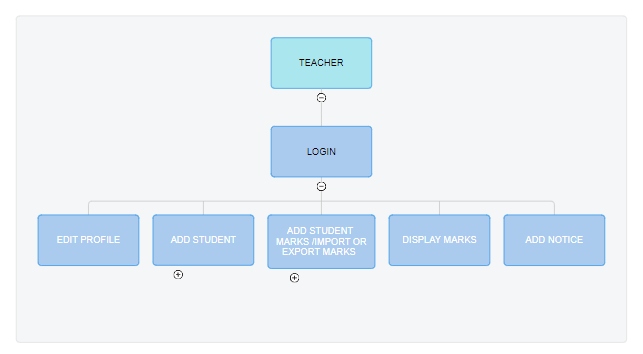 TEACHER
LOGIN
EDIT PROFILE
ADD STUDENT
ADD STUDENT
MARKS /IMPORT OR
EXPORT MARKS
DISPLAY MARKS
ADD NOTICE